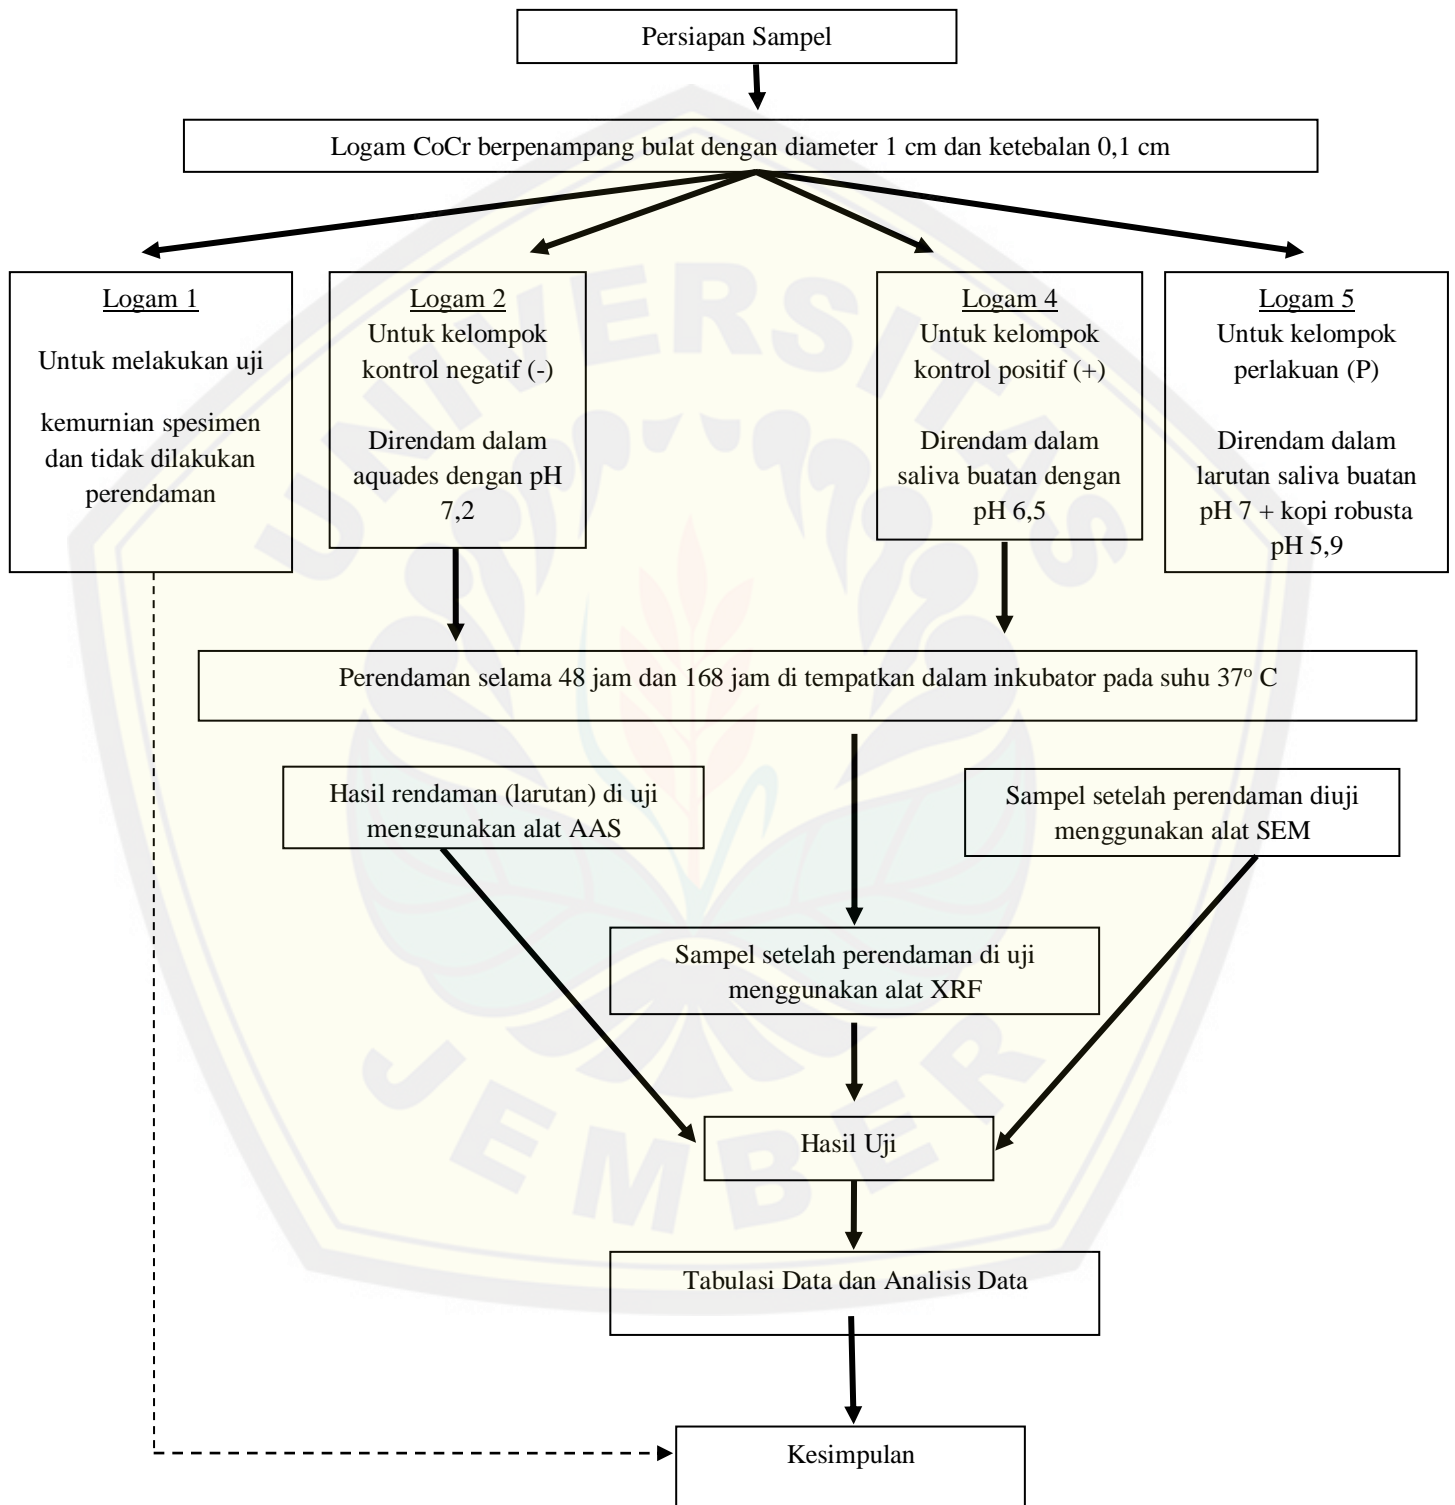 Persiapan Sampel
Logam CoCr berpenampang bulat dengan diameter 1 cm dan ketebalan 0,1 cm
Logam 1
Untuk melakukan uji
kemurnian spesimen
dan tidak dilakukan
perendaman
Logam 2
Untuk kelompok
kontrol negatif (-)
Direndam dalam
aquades dengan pH
7,2
Logam 4
Untuk kelompok
kontrol positif (+)
Direndam dalam
saliva buatan dengan
pH 6,5
Logam 5
Untuk kelompok
perlakuan (P)
Direndam dalam
larutan saliva buatan
pH 7 + kopi robusta
pH 5,9
Perendaman selama 48 jam dan 168 jam di tempatkan dalam inkubator pada suhu 37° C
Hasil rendaman (larutan) di uji
menggunakan alat AAS
Sampel setelah perendaman diuji
menggunakan alat SEM
Sampel setelah perendaman di uji
menggunakan alat XRF
Hasil Uji
Tabulasi Data dan Analisis Data
Kesimpulan
UNIVERSITAS
JEMBER